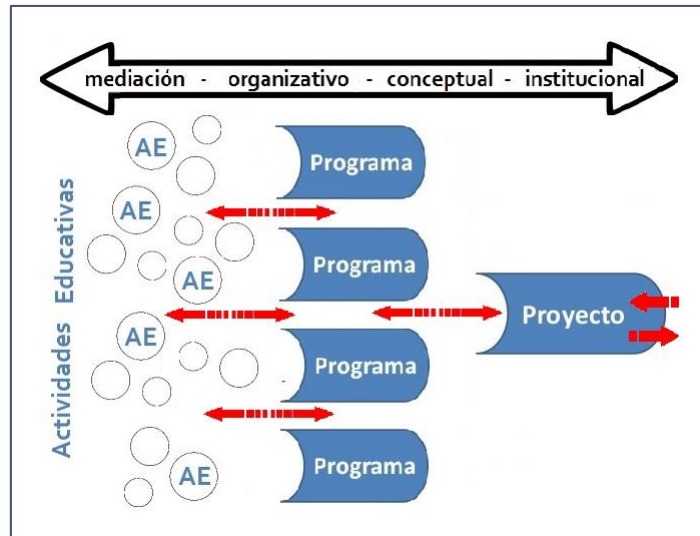 mediación - organizativo - conceptual - institucional
Actividades Educativas
AE
AE
AE
AE
AE
Programa
Programa
Programa
Programa
Proyecto